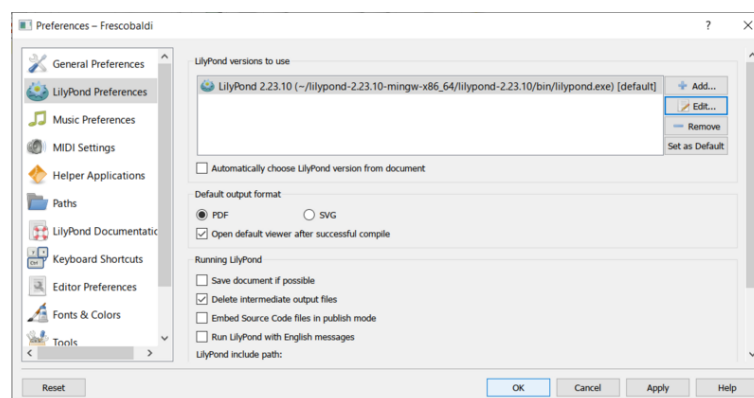 Preferences – Frescobaldi
?
General Preferences
LilyPond Preferences
Music Preferences
MIDI Settings
Helper Applications
Paths
LilyPond Documentatic
Keyboard Shortcuts
Editor Preferences
Fonts & Colors
Tools
LilyPond versions to use
LilyPond 2.23.10 (~/lilypond-2.23.10-mingw-x86_64/lilypond-2.23.10/bin/lilypond.exe) [default]
Add...
Edit...
Remove
Set as Default
Automatically choose LilyPond version from document
Default output format
PDF
SVG
Open default viewer after successful compile
Running LilyPond
Save document if possible
Delete intermediate output files
Embed Source Code files in publish mode
Run LilyPond with English messages
LilyPond include path:
Reset
OK
Cancel
Apply
Help